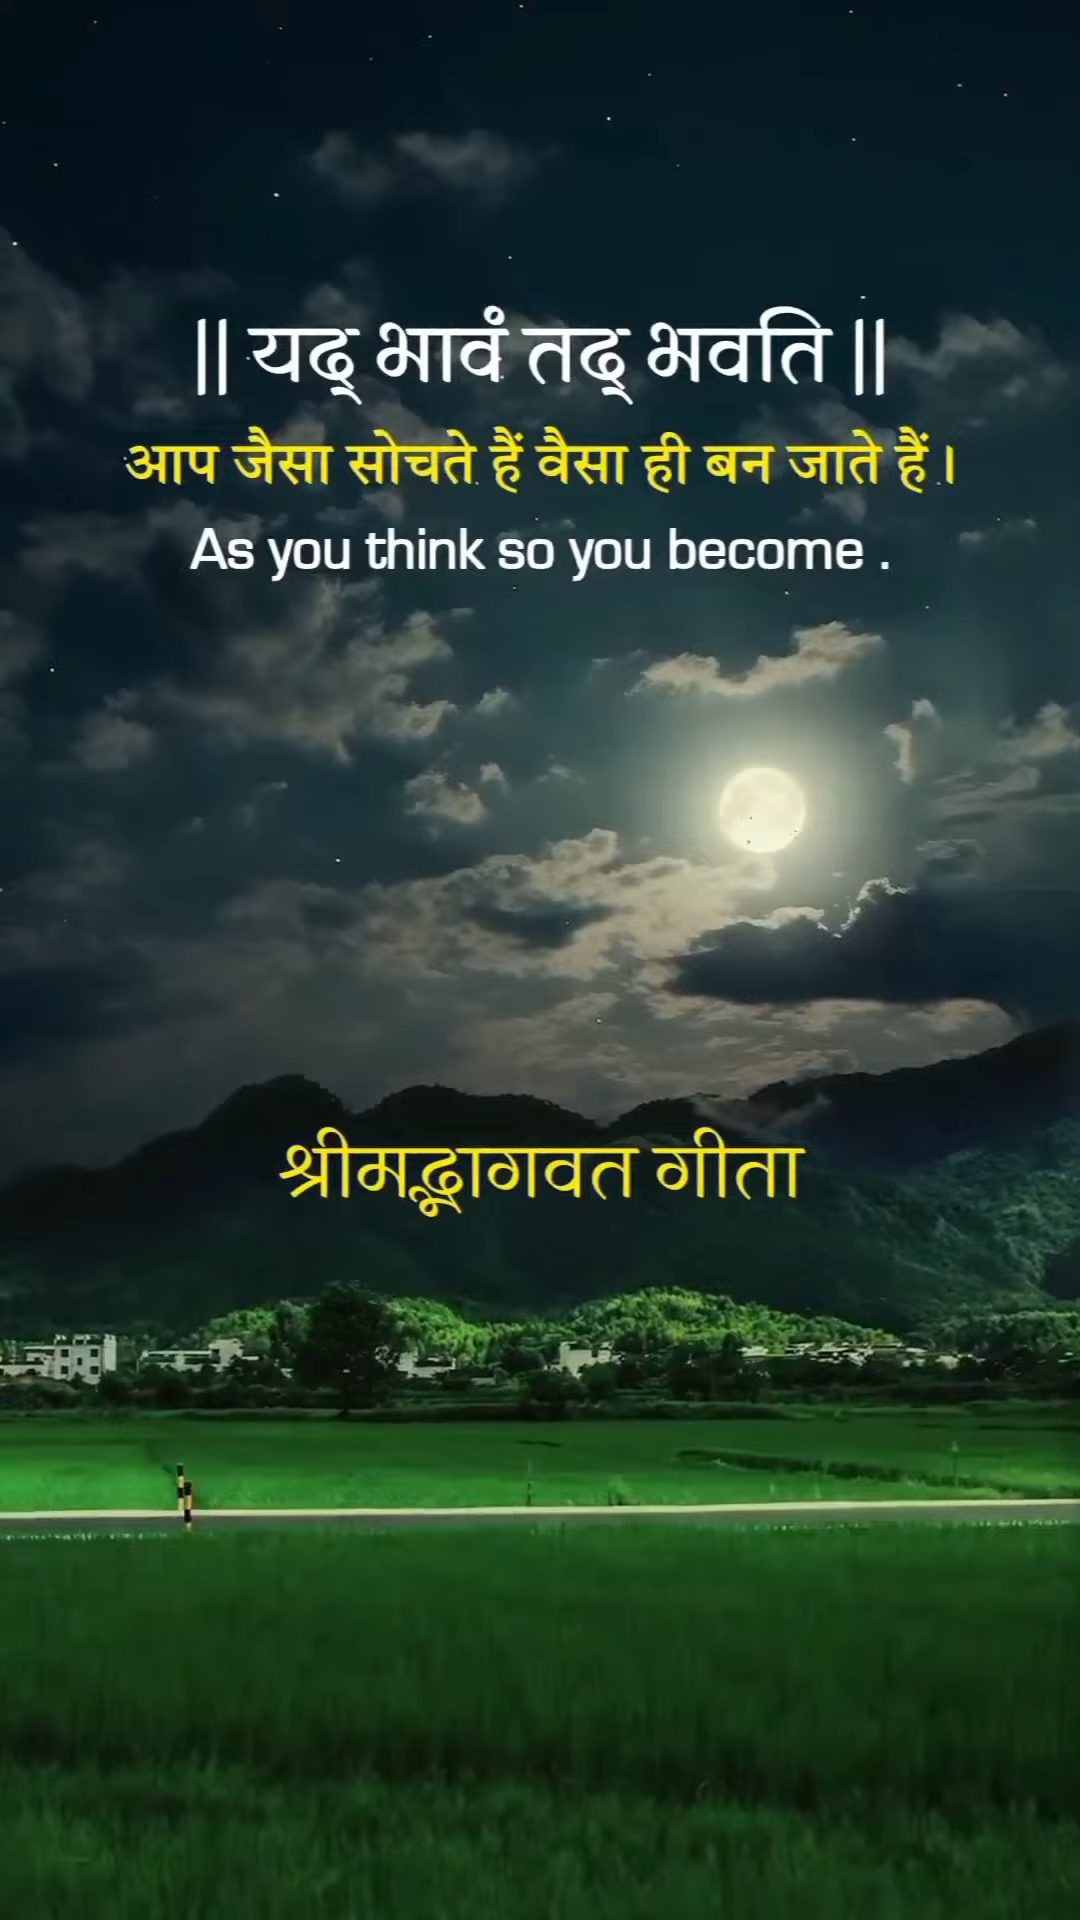 || यद् भावं तद् भवति ||
आप जैसा सोचते हैं वैसा ही बन जाते हैं।
As you think so you become .
श्रीमद्भागवत गीता